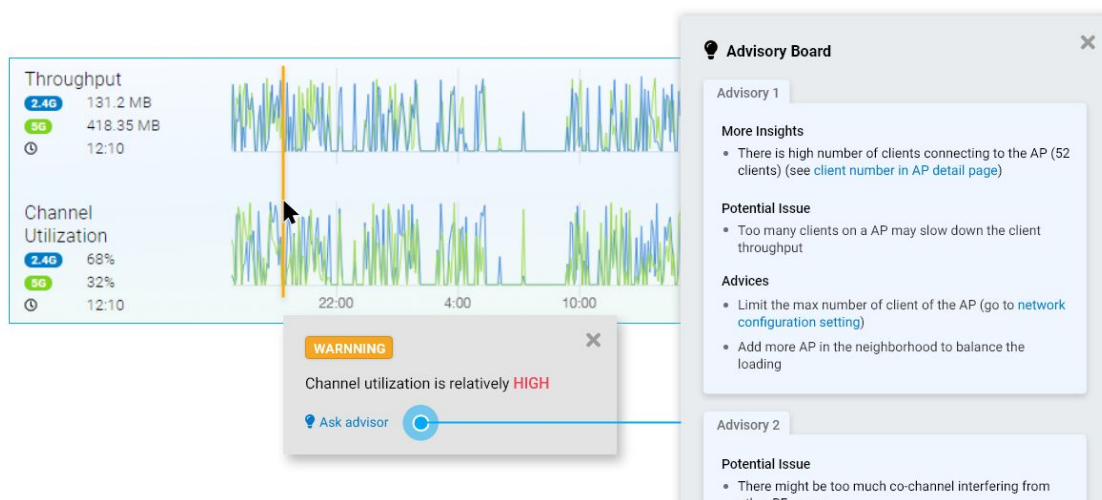 Throughput
2.4G 131.2 MB
5G 418.35 MB
12:10
Channel
Utilization
2.4G 68%
5G 32%
12:10
22:00 4:00 10:00
WARNNING
Channel utilization is relatively HIGH
Ask advisor
Advisory Board
Advisory 1
More Insights
There is high number of clients connecting to the AP (52
clients) (see client number in AP detail page)
Potential Issue
Too many clients on a AP may slow down the client
throughput
Advices
Limit the max number of client of the AP (go to network
configuration setting)
Add more AP in the neighborhood to balance the
loading
Advisory 2
Potential Issue
There might be too much co-channel interfering from